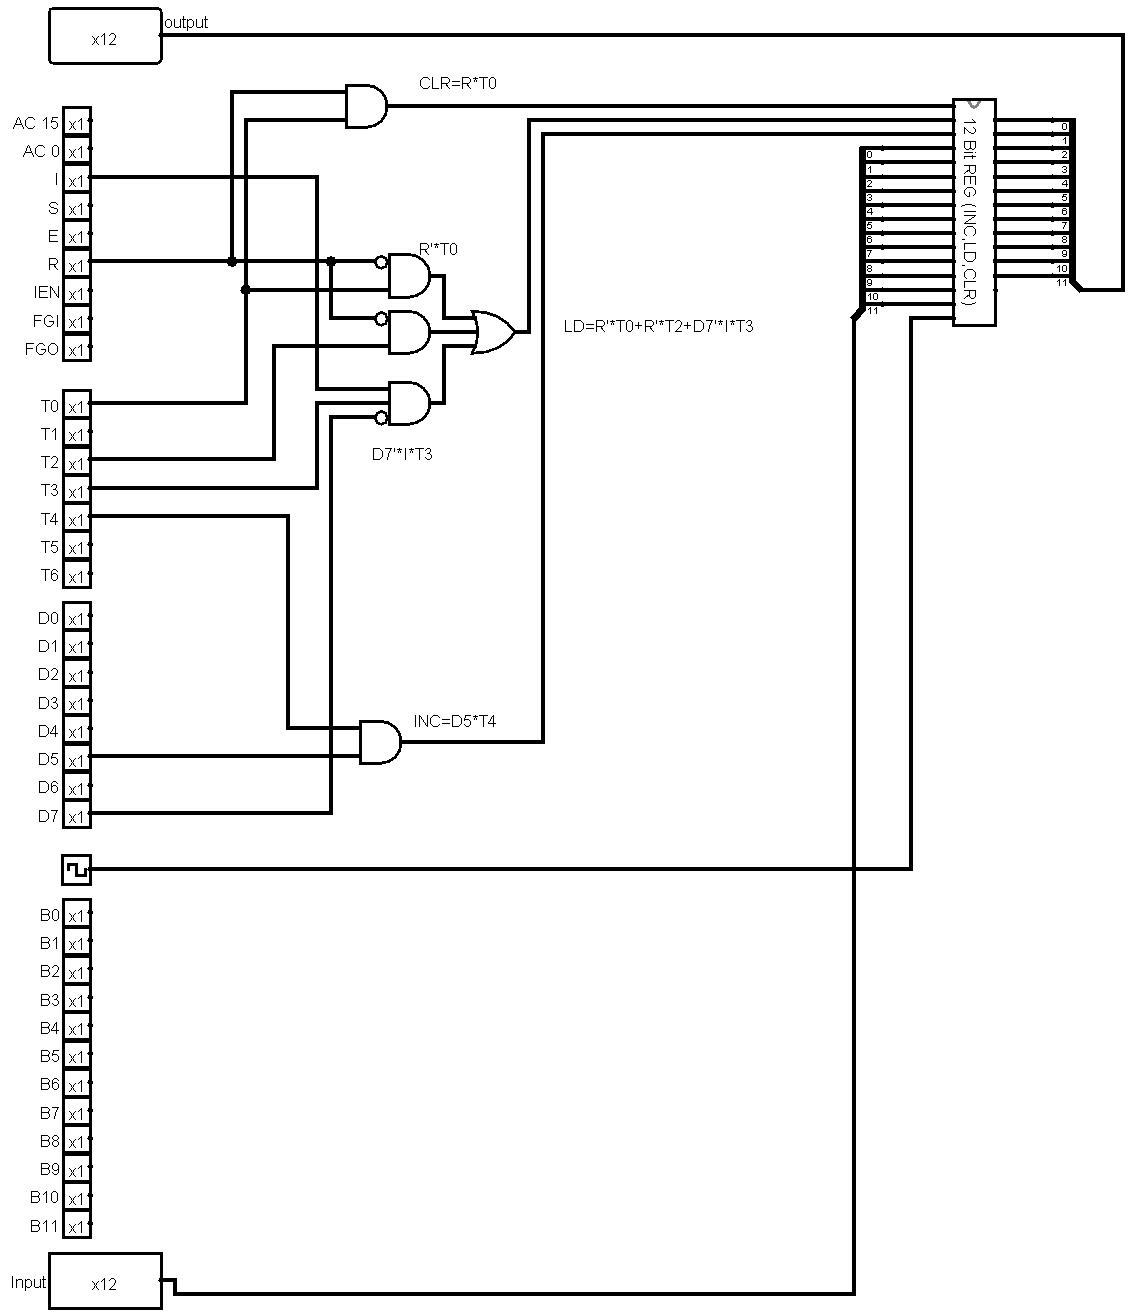 output
x12
CLR=R*T0
AC 15 x1
AC 0 x1
I x1
S x1
E x1
R x1
IEN x1
FGI x1
FGO x1
12 Bit REG (INC,LD,CLR)
0
1
2
3
4
5
6
7
8
9
10
11
0
1
2
3
4
5
6
7
8
9
10
11
R'*T0
LD=R'*T0+R'*T2+D7'*I*T3
D7'*I*T3
T0 x1
T1 x1
T2 x1
T3 x1
T4 x1
T5 x1
T6 x1
D0 x1
D1 x1
D2 x1
D3 x1
D4 x1
INC=D5*T4
D5 x1
D6 x1
D7 x1
B0 x1
B1 x1
B2 x1
B3 x1
B4 x1
B5 x1
B6 x1
B7 x1
B8 x1
B9 x1
B10 x1
B11 x1
Input x12